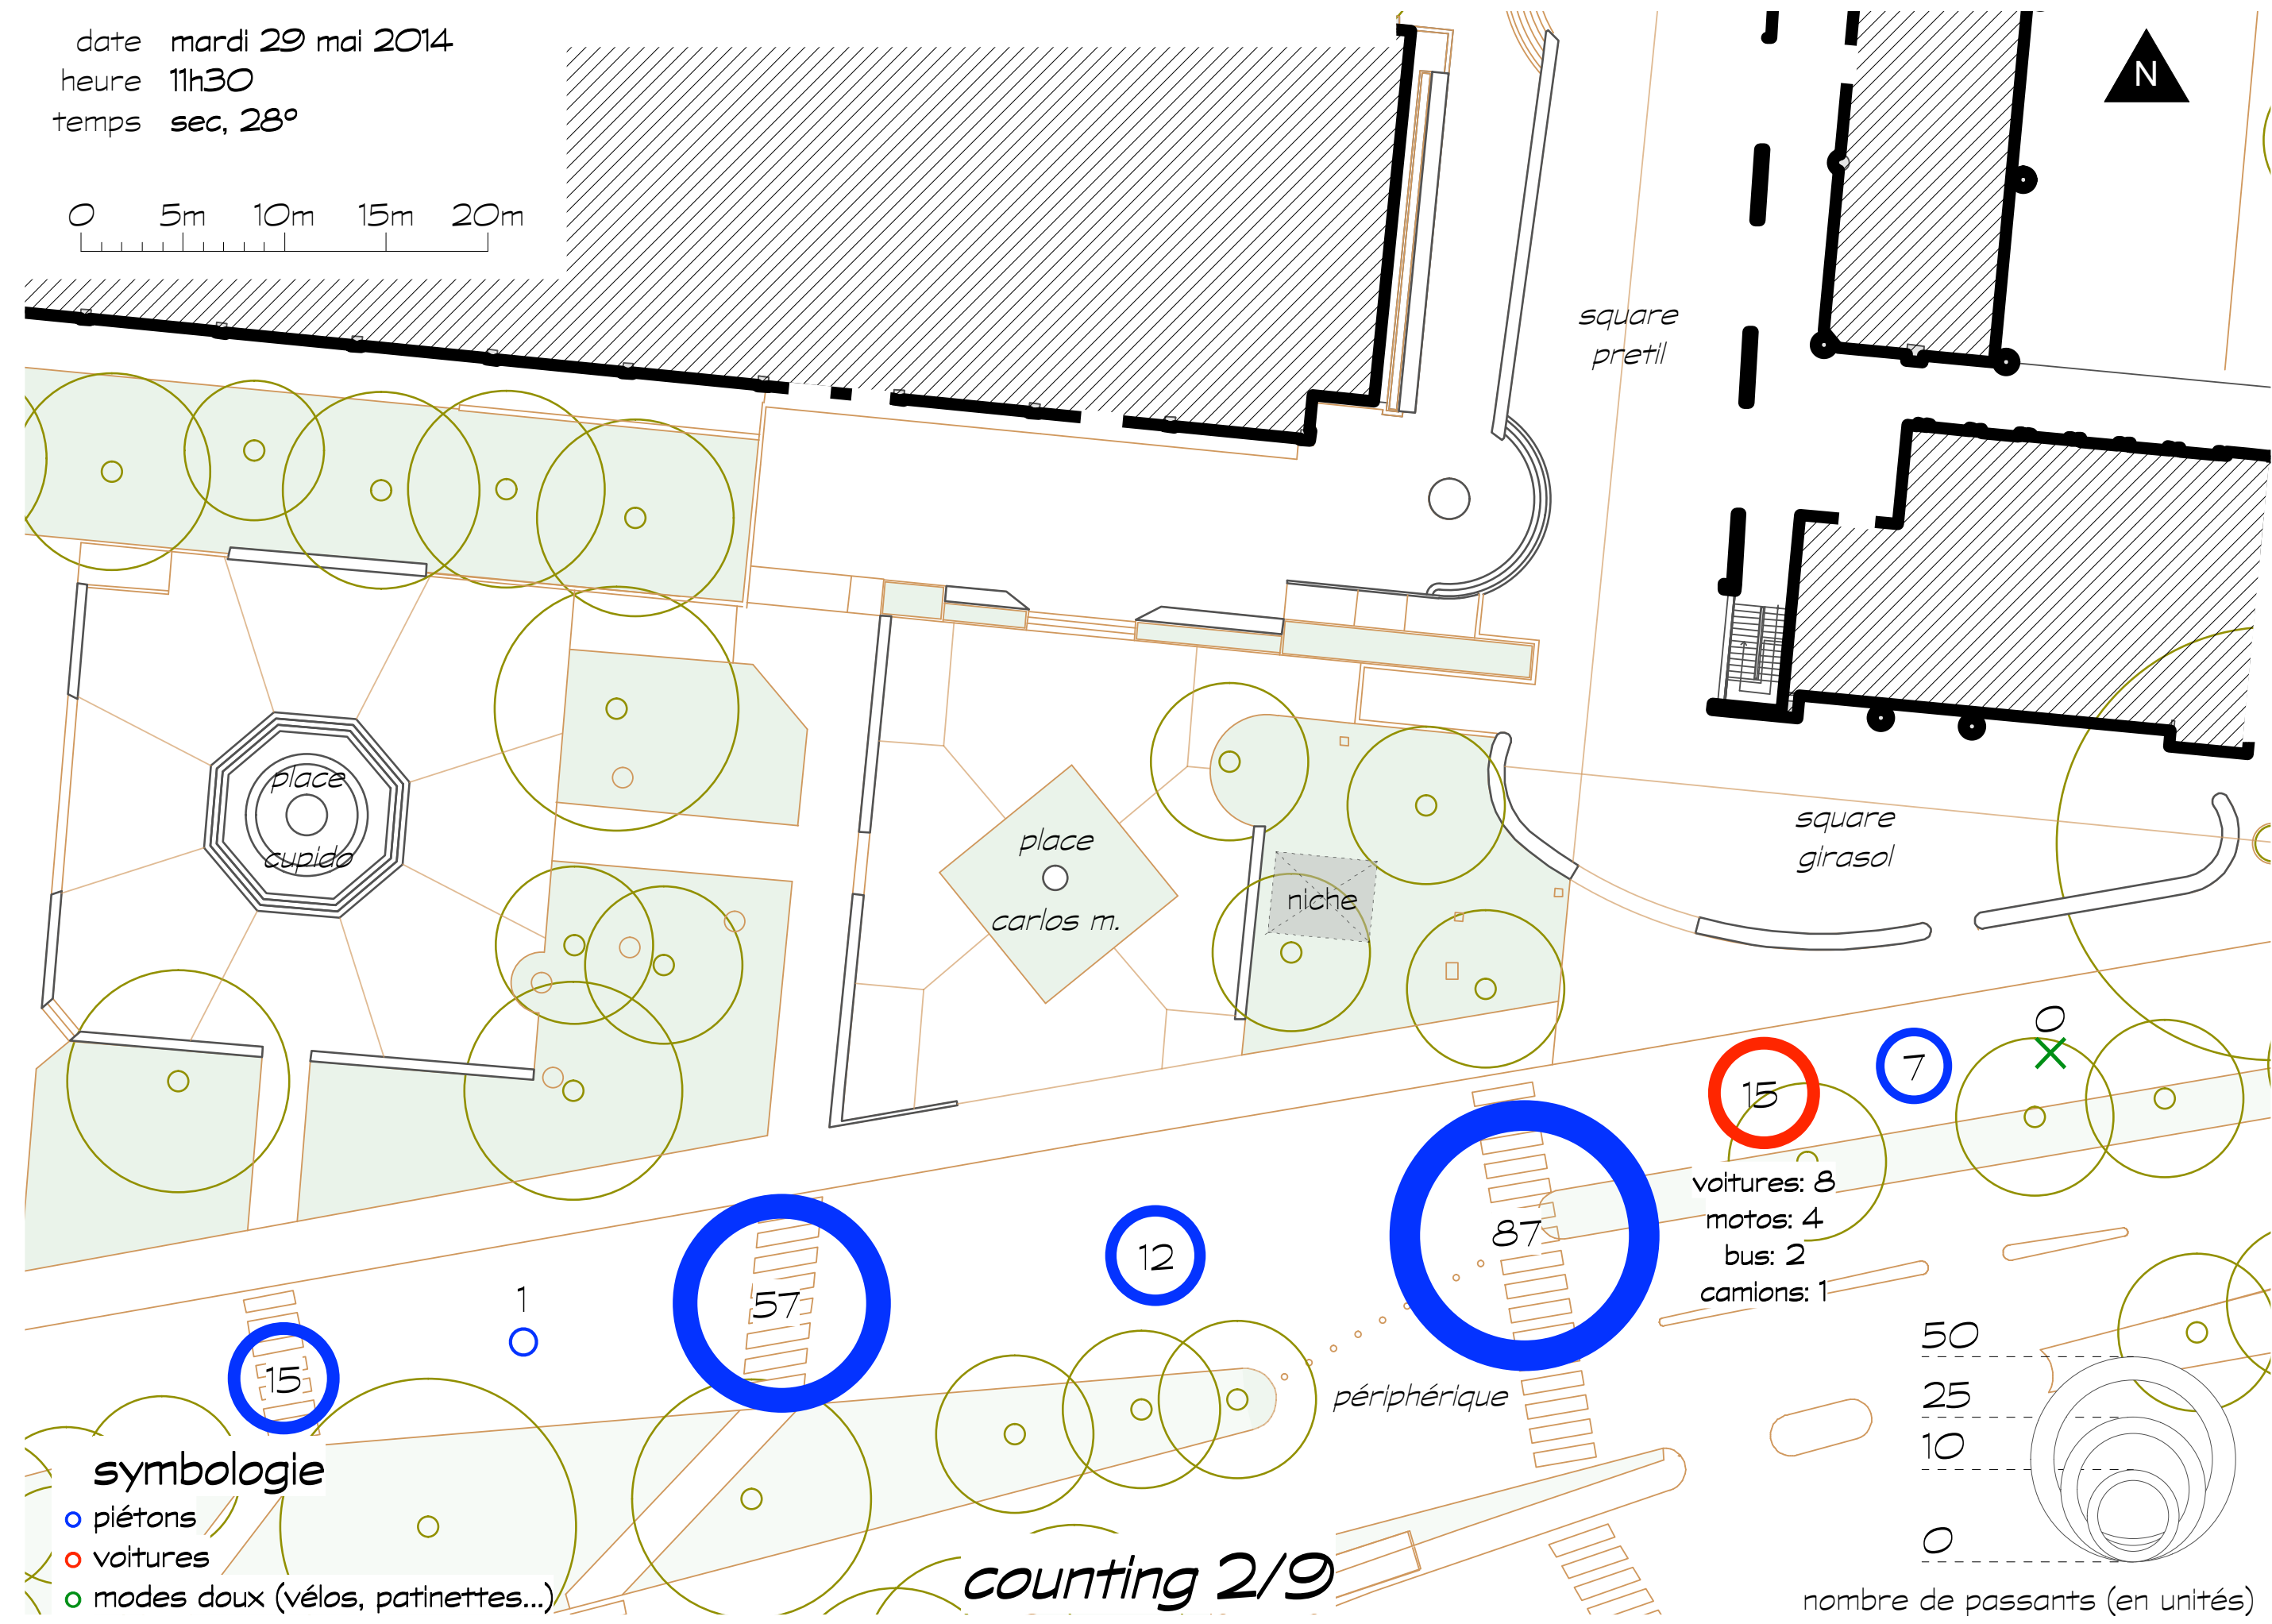 date mardi 29 mai 2014
heure 11h30
temps sec, 28°
N
0 5m 10m 15m 20m
square
pretil
place
cupido
place
carlos m.
niche
square
girasol
0
7
15
voitures: 8
motos: 4
bus: 2
camions: 1
87
12
57
1
15
périphérique
50
25
10
0
nombre de passants (en unités)
symbologie
piétons
voitures
modes doux (vélos, patinettes...)
counting 2/9